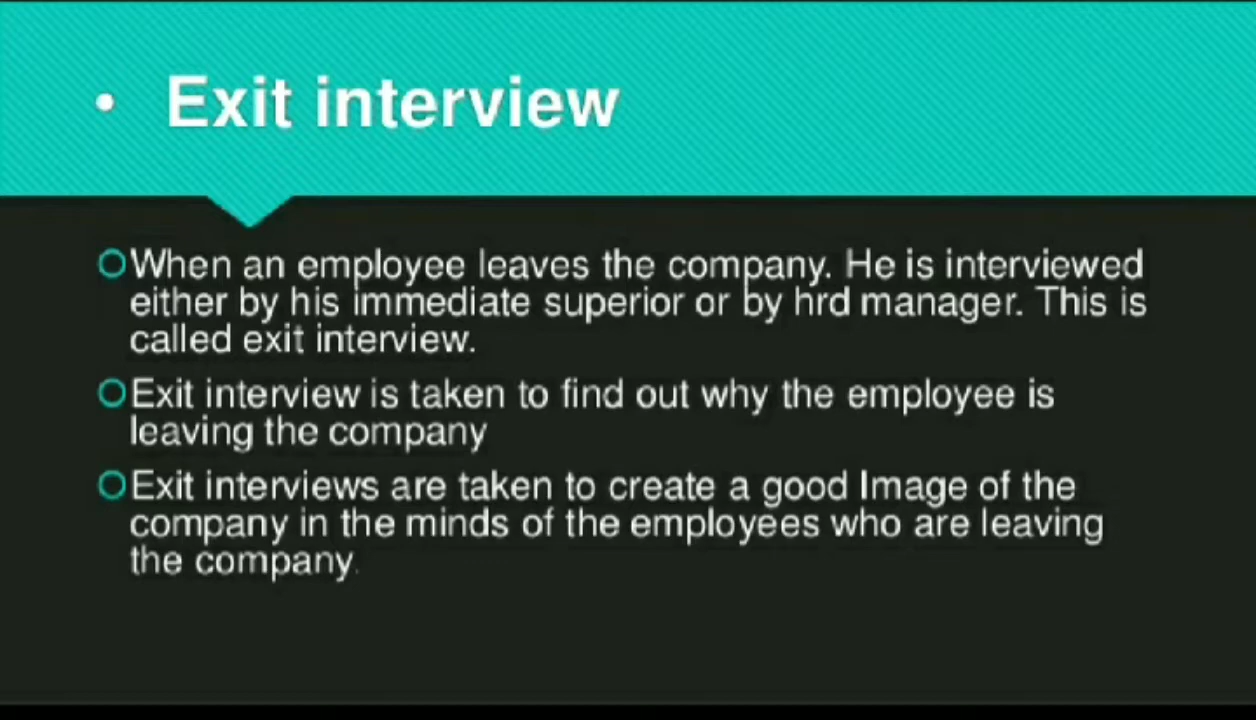 • Exit interview
When an employee leaves the company. He is interviewed
either by his immediate superior or by hrd manager. This is
called exit interview.
Exit interview is taken to find out why the employee is
leaving the company
Exit interviews are taken to create a good Image of the
company in the minds of the employees who are leaving
the company.